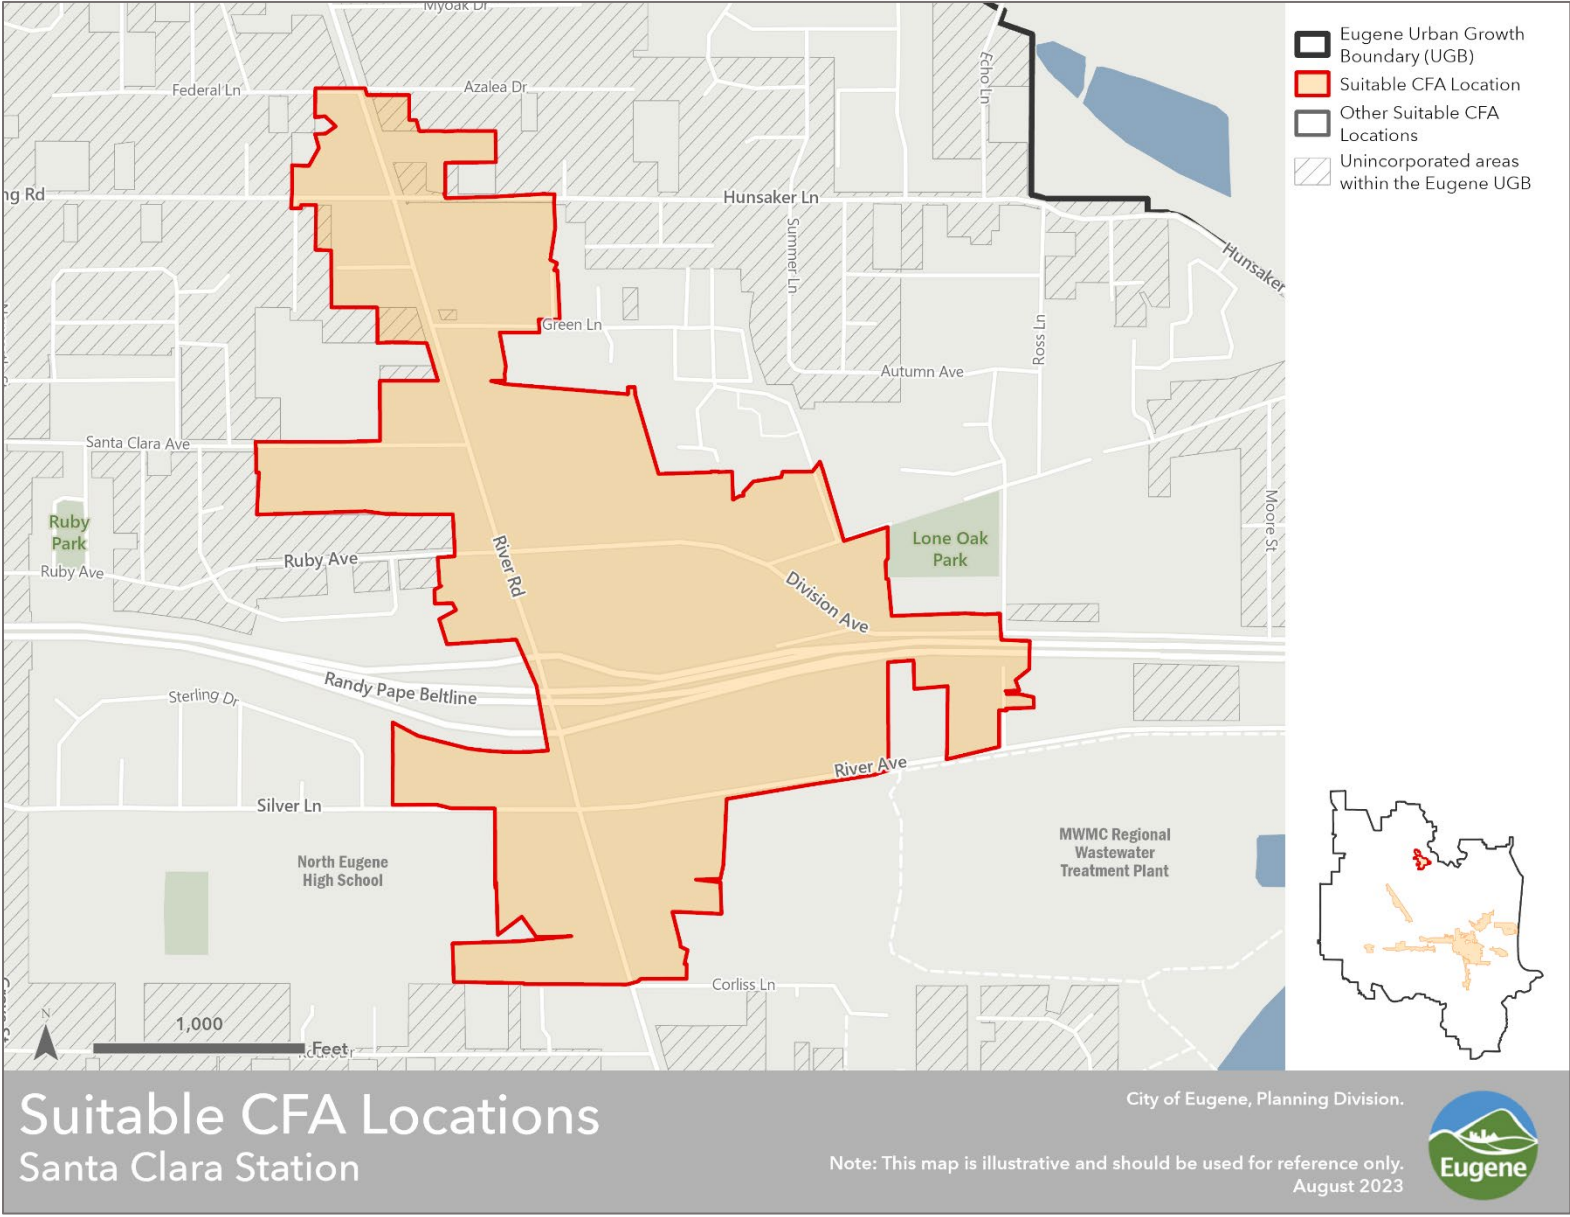 Myoak Dr
Federal Ln
Azalea Dr
Echo Ln
ng Rd
Hunsaker Ln
Summer Ln
Hunsaker
Green Ln
Ross Ln
Autumn Ave
Santa Clara Ave
Ruby
Park
Ruby Ave
Ruby Ave
River Rd
Division Ave
Lone Oak
Park
Moore St
Randy Pape Beltline
Sterling Dr
River Ave
Silver Ln
North Eugene
High School
MWMC Regional
Wastewater
Treatment Plant
Corliss Ln
N
1,000
Feet
Eugene Urban Growth
Boundary (UGB)
Suitable CFA Location
Other Suitable CFA
Locations
Unincorporated areas
within the Eugene UGB
Suitable CFA Locations
Santa Clara Station
City of Eugene, Planning Division.
Note: This map is illustrative and should be used for reference only.
August 2023
Eugene